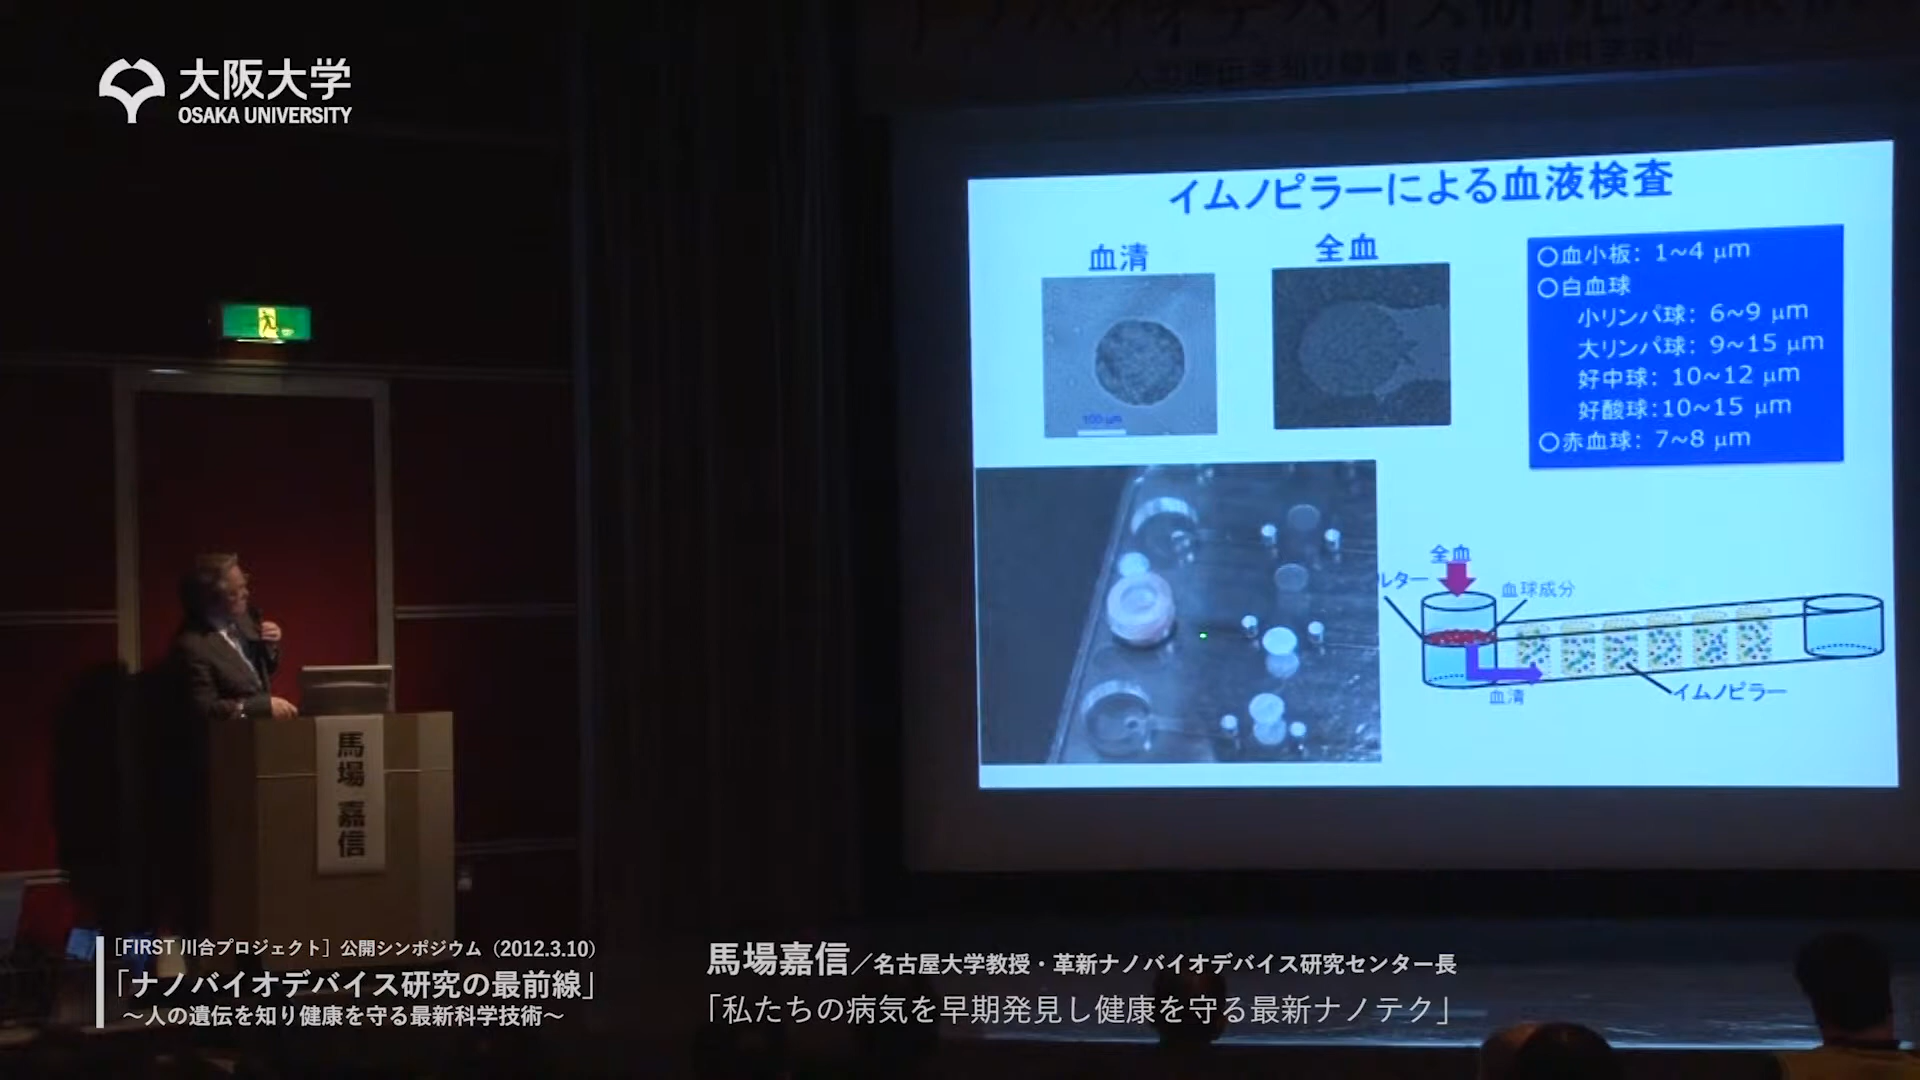 大阪大学
OSAKA UNIVERSITY
イムノピラーによる血液検査
血清
全血
100 μm
〇血小板: 1~4 μm
〇白血球
小リンパ球: 6~9 μm
大リンパ球: 9~15 μm
好中球: 10~12 μm
好酸球:10~15 μm
〇赤血球: 7~8 μm
全血
ルター
血球成分
血清
イムノピラー
馬場 嘉信
［FIRST 川合プロジェクト］公開シンポジウム（2012.3.10）
「ナノバイオデバイス研究の最前線」
～人の遺伝を知り健康を守る最新科学技術～
馬場嘉信／名古屋大学教授・革新ナノバイオデバイス研究センター長
「私たちの病気を早期発見し健康を守る最新ナノテク」